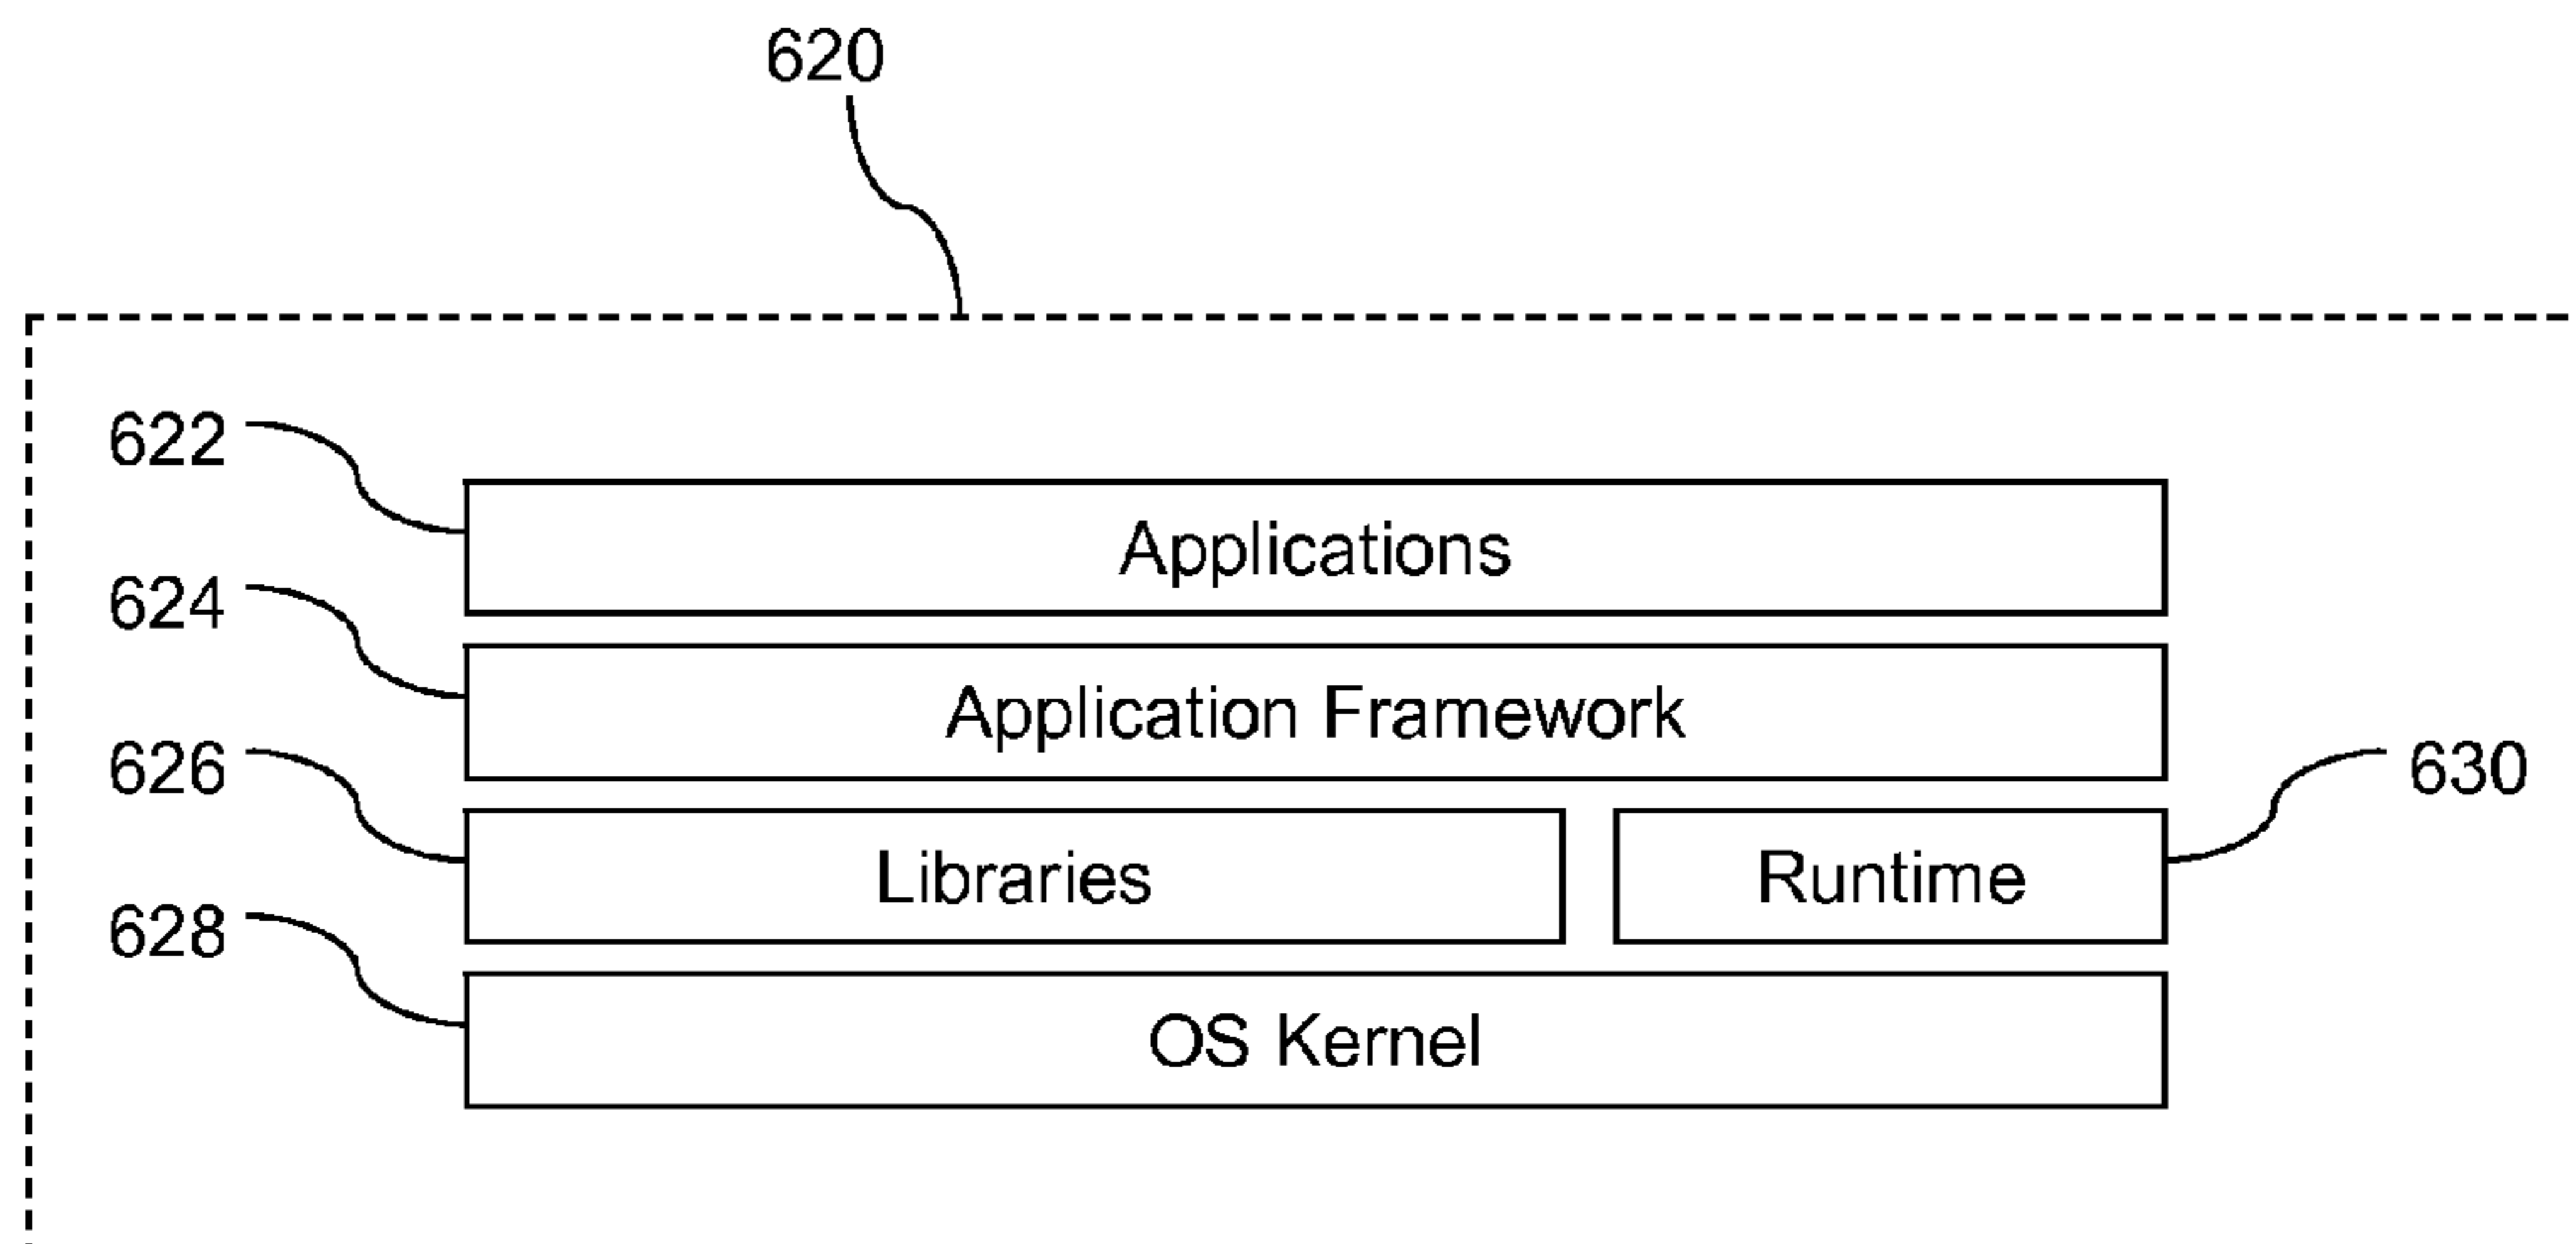 620
622
Applications
624
Application Framework
626
Libraries
Runtime
630
628
OS Kernel